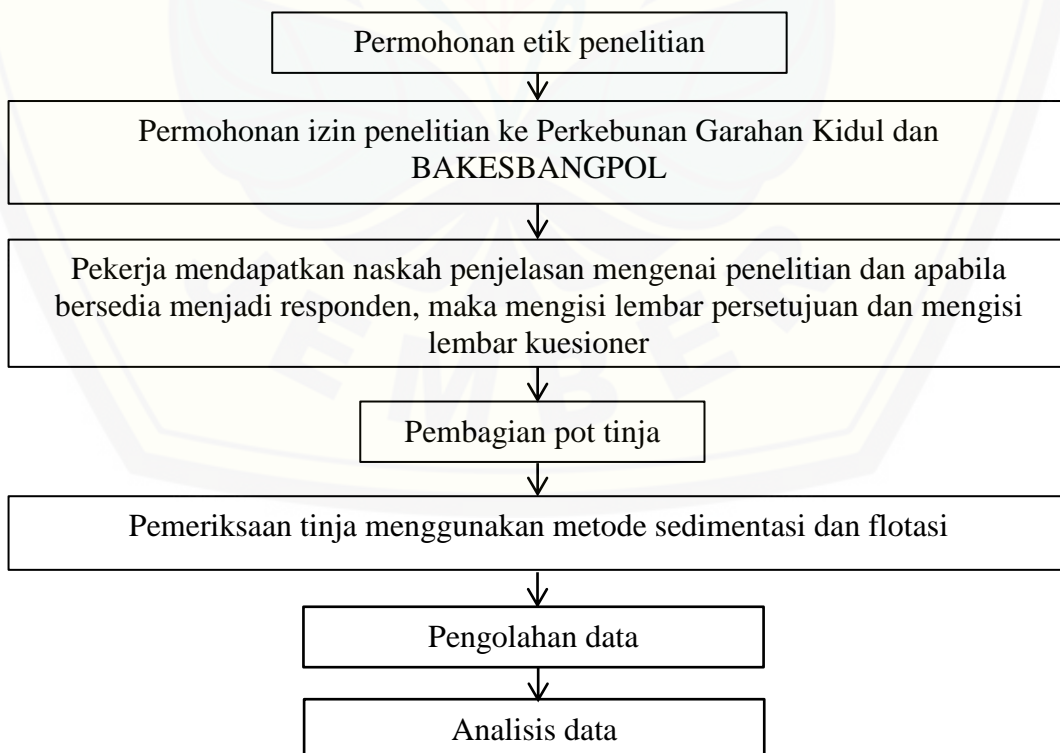 Permohonan etik penelitian
Permohonan izin penelitian ke Perkebunan Garahan Kidul dan
BAKESBANGPOL
Pekerja mendapatkan naskah penjelasan mengenai penelitian dan apabila
bersedia menjadi responden, maka mengisi lembar persetujuan dan mengisi
lembar kuesioner
Pembagian pot tinja
Pemeriksaan tinja menggunakan metode sedimentasi dan flotasi
Pengolahan data
Analisis data